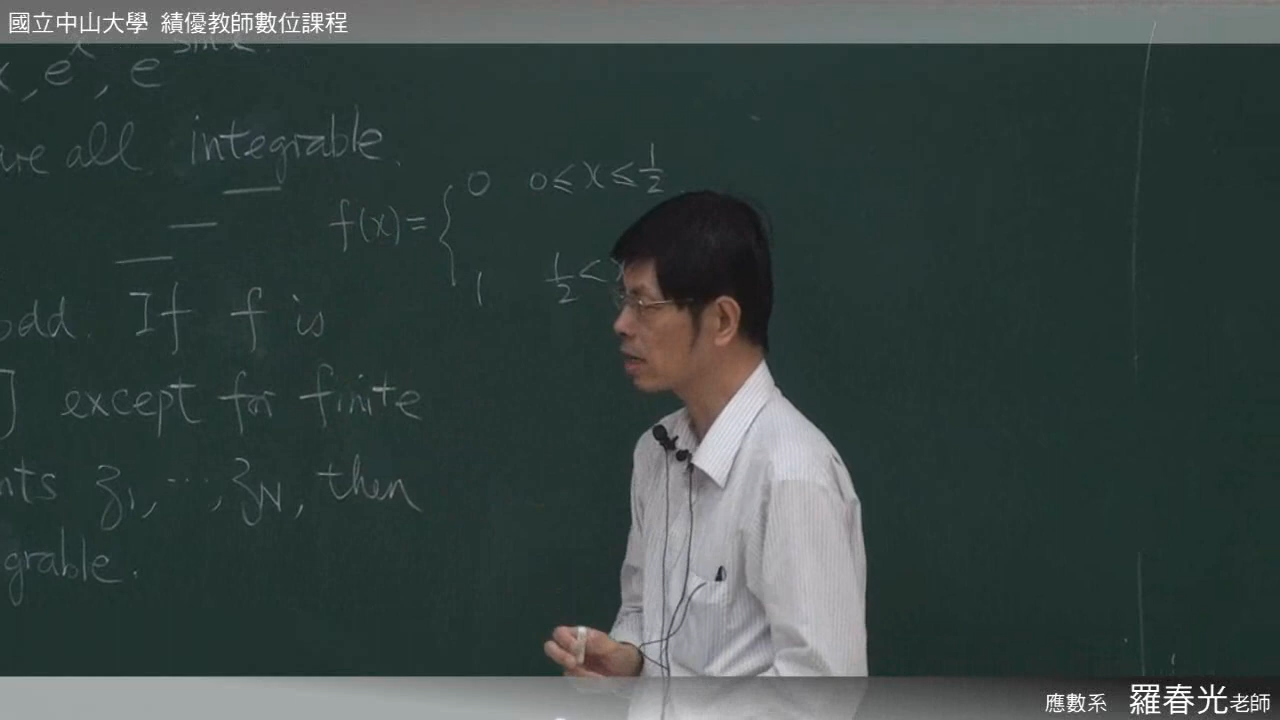 國立中山大學 績優教師數位課程
x, e^x, e^sin x.
are all integrable.
f(x)= { 0 0≤x≤1/2
1 1/2<x
odd. If f is
] except for finite
nts ξ1, ⋯, ξN, then
grable.
應數系 羅春光老師